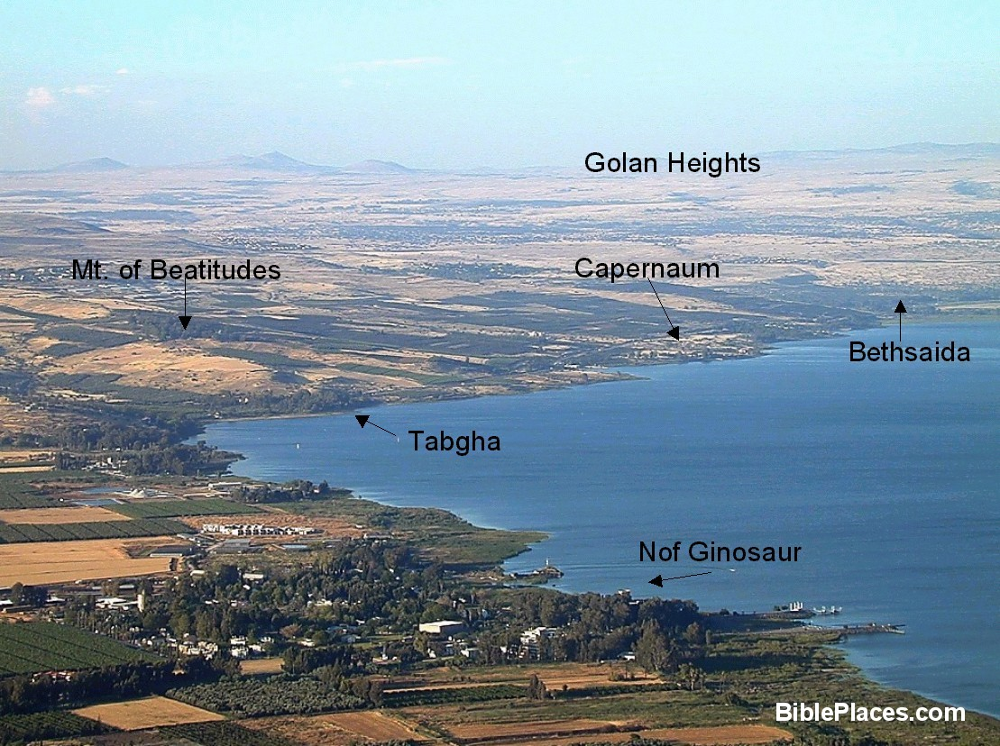 Golan Heights
Mt. of Beatitudes
Capernaum
Bethsaida
Tabgha
Nof Ginosaur
BiblePlaces.com